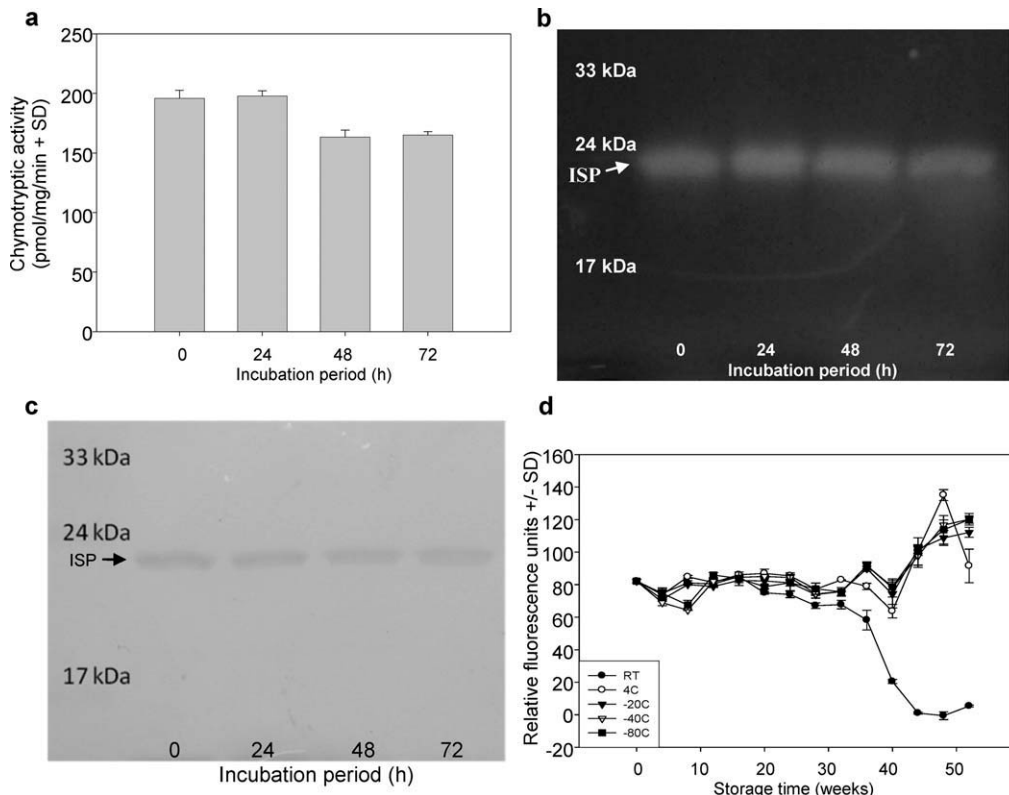 a
250
200
150
100
50
0
Chymotryptic activity
(pmol/mg/min + SD)
0 24 48 72
Incubation period (h)
b
33 kDa
24 kDa
ISP
17 kDa
0 24 48 72
Incubation period (h)
c
33 kDa
24 kDa
ISP
17 kDa
0 24 48 72
Incubation period (h)
d
160
140
120
100
80
60
40
20
0
-20
Relative fluorescence units +/- SD)
RT
4C
-20C
-40C
-80C
0 10 20 30 40 50
Storage time (weeks)